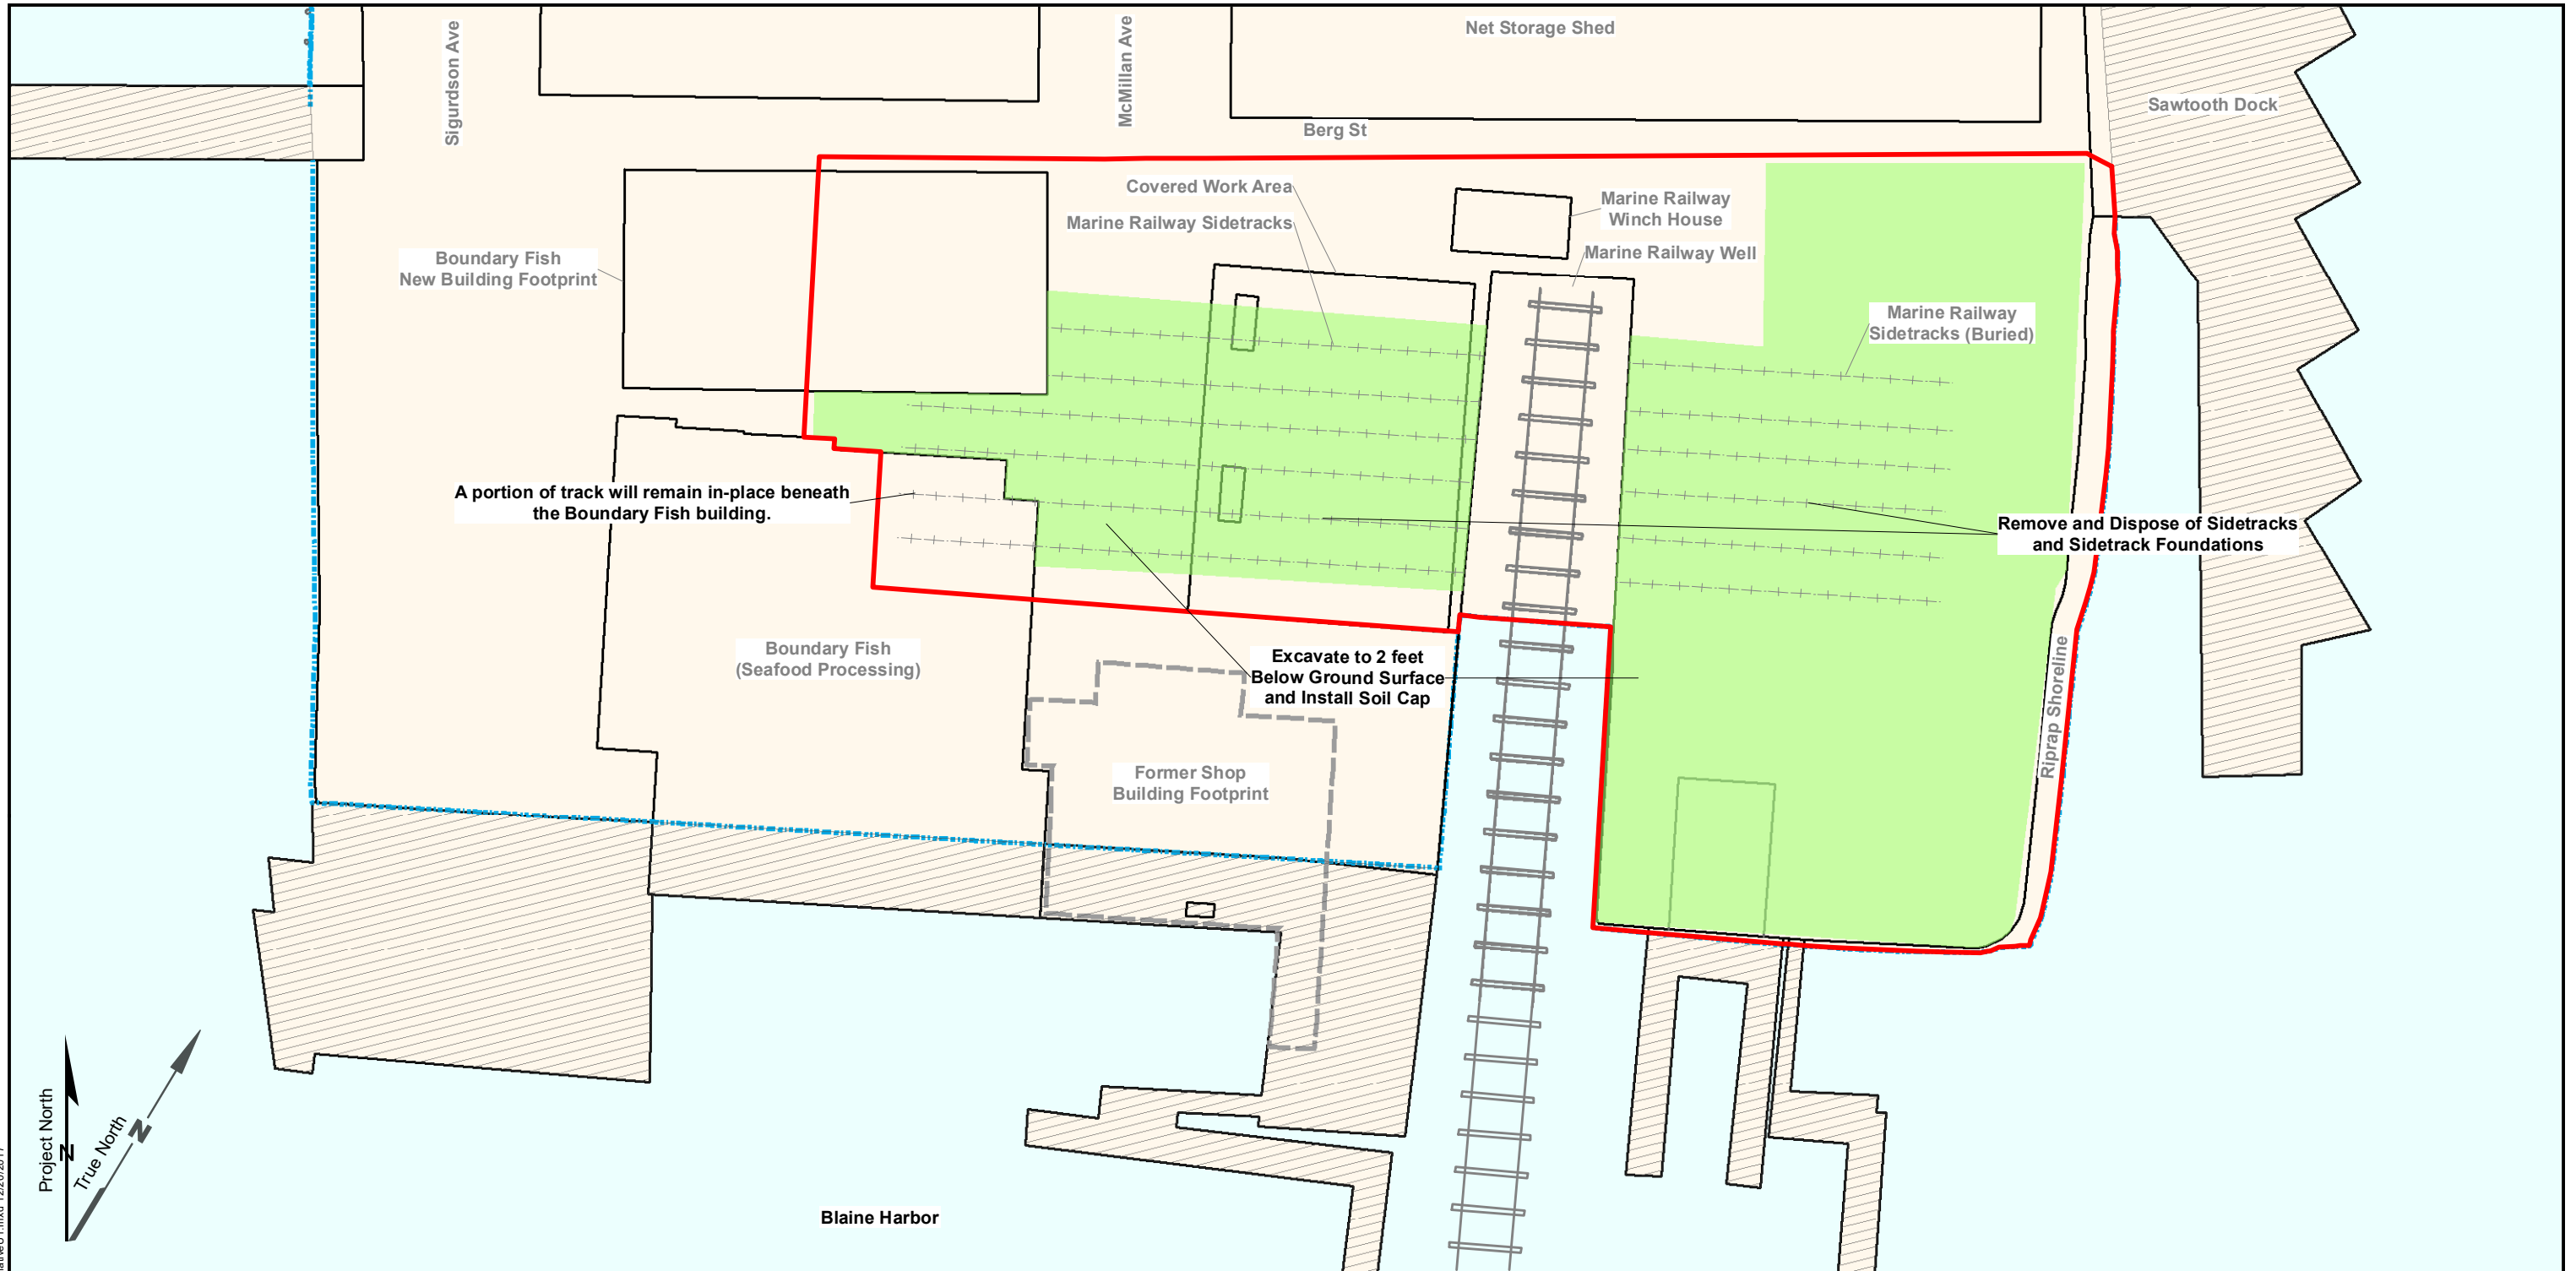 Net Storage Shed
Sigurdson Ave
McMillan Ave
Sawtooth Dock
Berg St
Covered Work Area
Marine Railway Sidetracks
Marine Railway
Winch House
Marine Railway Well
Boundary Fish
New Building Footprint
Marine Railway
Sidetracks (Buried)
A portion of track will remain in-place beneath
the Boundary Fish building.
Remove and Dispose of Sidetracks
and Sidetrack Foundations
Boundary Fish
(Seafood Processing)
Excavate to 2 feet
Below Ground Surface
and Install Soil Cap
Riprap Shoreline
Former Shop
Building Footprint
Project North
N
True North
N
Blaine Harbor